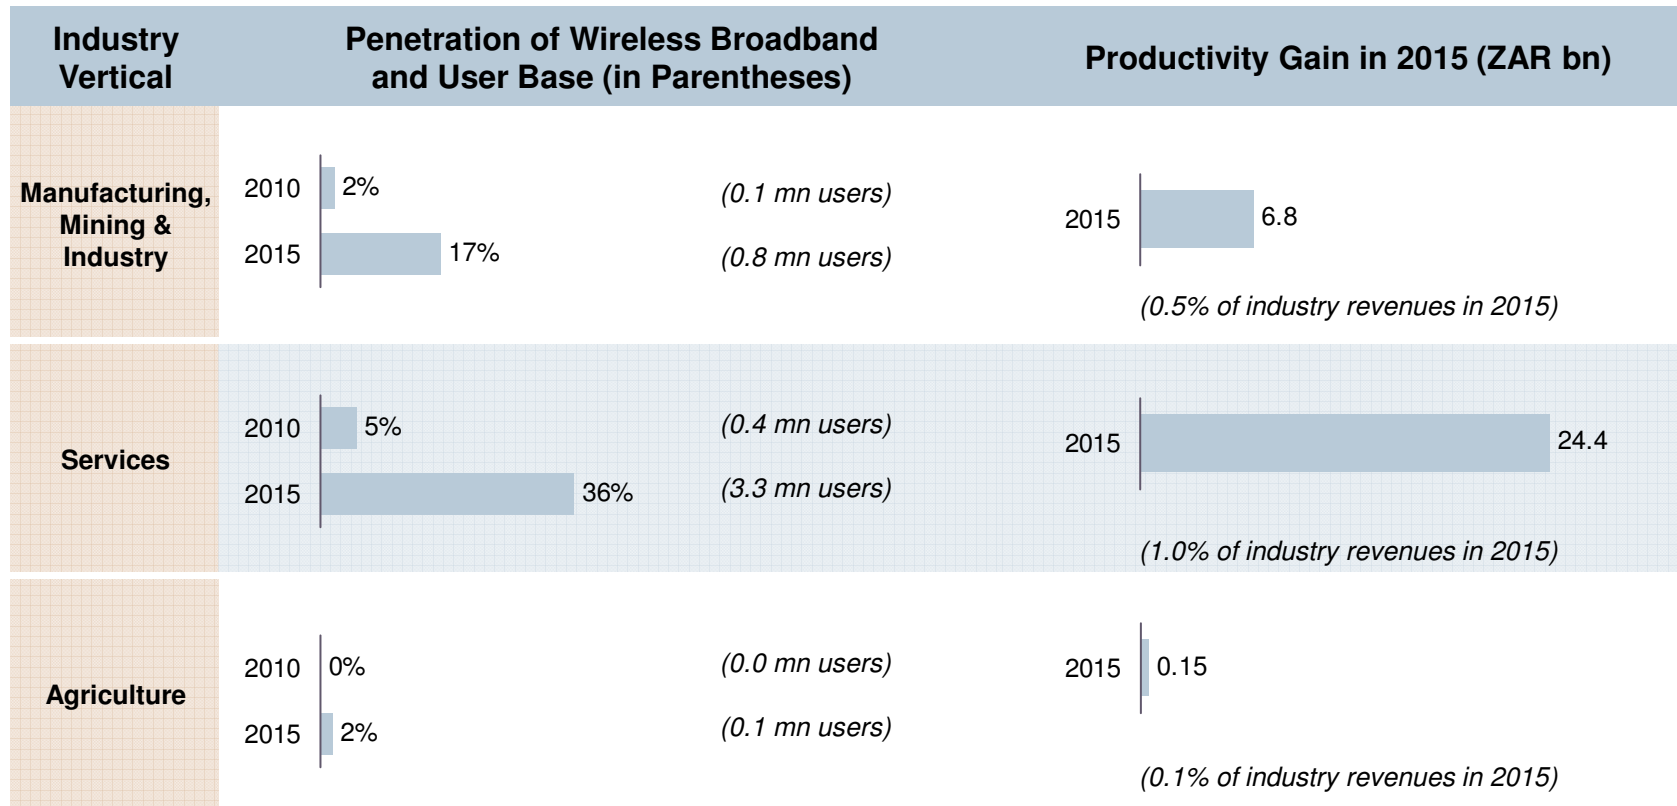 Industry
Vertical
Penetration of Wireless Broadband
and User Base (in Parentheses)
Productivity Gain in 2015 (ZAR bn)
Manufacturing,
Mining &
Industry
2010 2% (0.1 mn users)
2015 17% (0.8 mn users)
2015 6.8
(0.5% of industry revenues in 2015)
Services
2010 5% (0.4 mn users)
2015 36% (3.3 mn users)
2015 24.4
(1.0% of industry revenues in 2015)
Agriculture
2010 0% (0.0 mn users)
2015 2% (0.1 mn users)
2015 0.15
(0.1% of industry revenues in 2015)